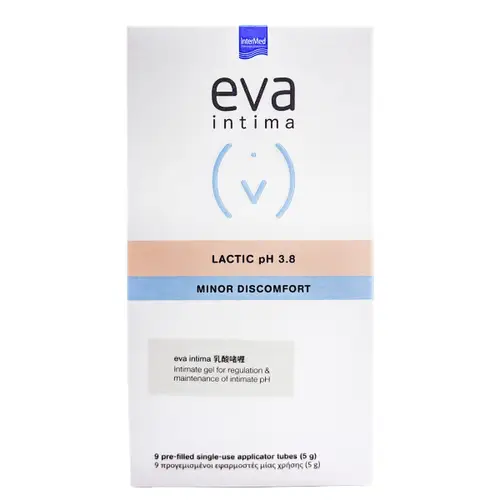 InterMed
eva
intima
LACTIC pH 3.8
MINOR DISCOMFORT
eva intima 乳酸啫喱
Intimate gel for regulation &
maintenance of intimate pH
9 pre-filled single-use applicator tubes (5 g)
9 προγεμισμένοι εφαρμοστές μίας χρήσης (5 g)